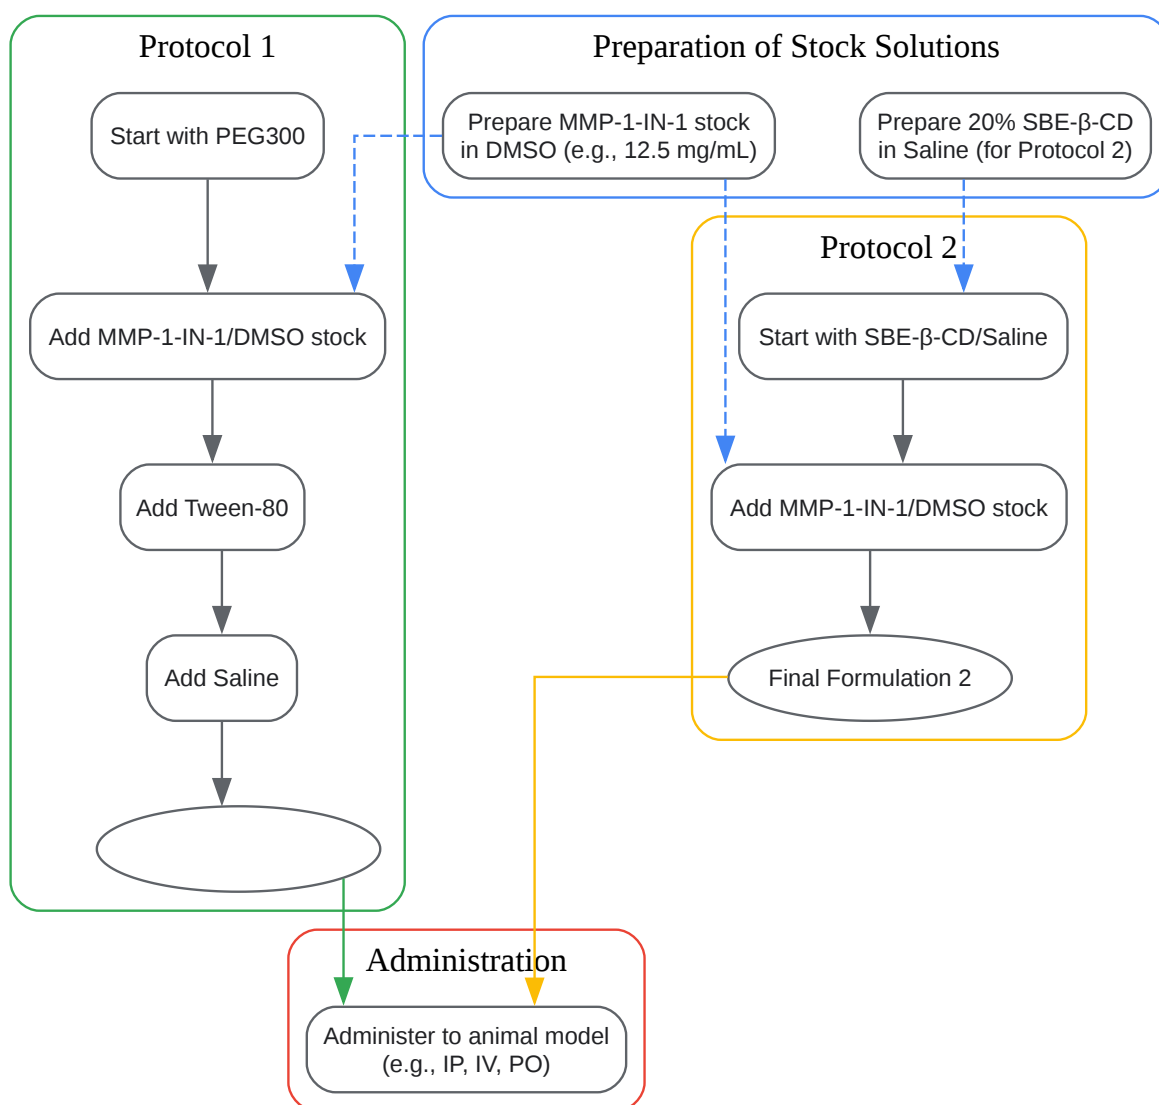 Protocol 1
Start with PEG300
Add MMP-1-IN-1/DMSO stock
Add Tween-80
Add Saline
Preparation of Stock Solutions
Prepare MMP-1-IN-1 stock
in DMSO (e.g., 12.5 mg/mL)
Prepare 20% SBE-β-CD
in Saline (for Protocol 2)
Protocol 2
Start with SBE-β-CD/Saline
Add MMP-1-IN-1/DMSO stock
Final Formulation 2
Administration
Administer to animal model
(e.g., IP, IV, PO)